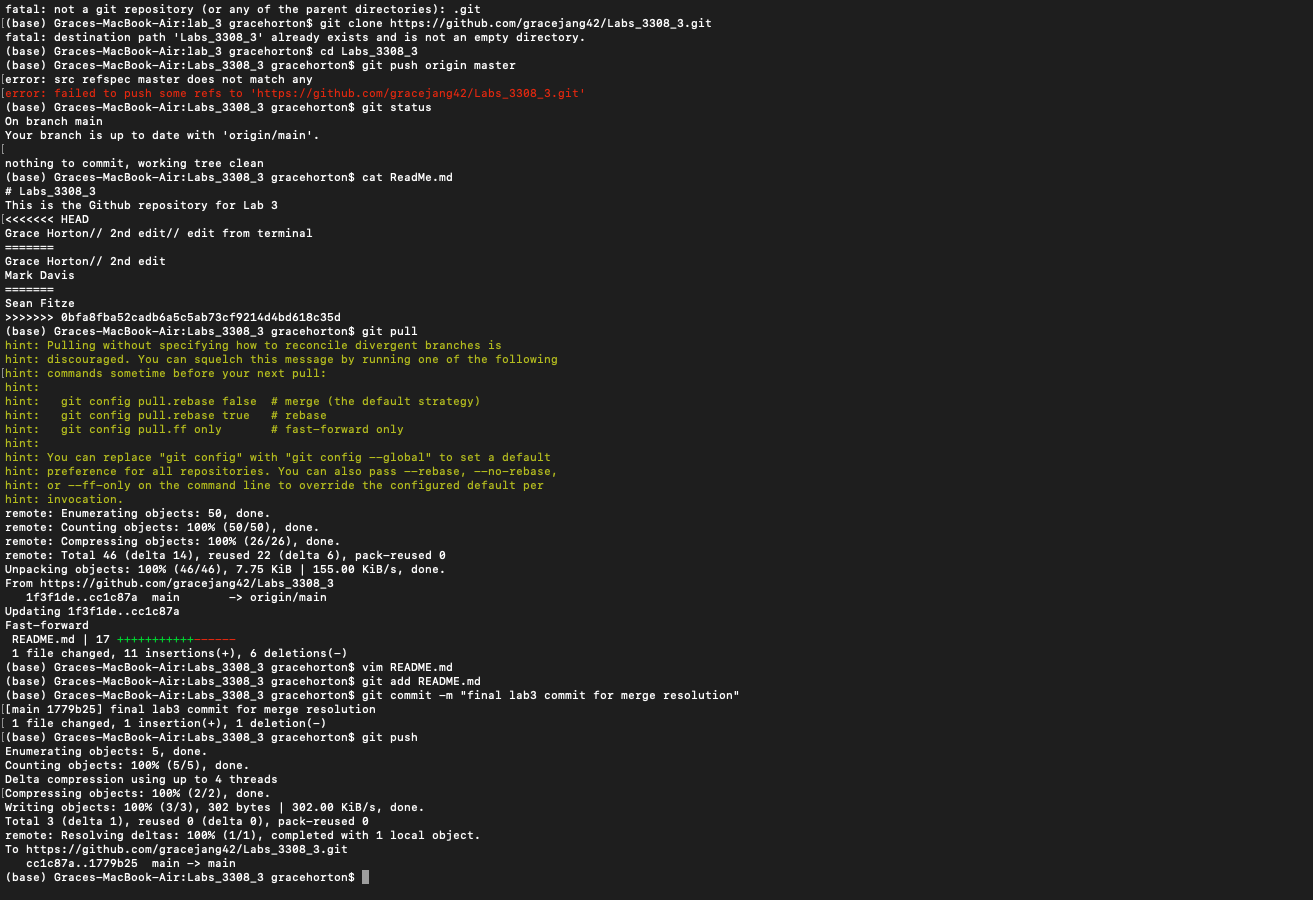 fatal: not a git repository (or any of the parent directories): .git
[(base) Graces-MacBook-Air:lab_3 gracehorton$ git clone https://github.com/gracejang42/Labs_3308_3.git
fatal: destination path 'Labs_3308_3' already exists and is not an empty directory.
(base) Graces-MacBook-Air:lab_3 gracehorton$ cd Labs_3308_3
(base) Graces-MacBook-Air:Labs_3308_3 gracehorton$ git push origin master
[error: src refspec master does not match any
[error: failed to push some refs to 'https://github.com/gracejang42/Labs_3308_3.git'
(base) Graces-MacBook-Air:Labs_3308_3 gracehorton$ git status
On branch main
Your branch is up to date with 'origin/main'.
[
nothing to commit, working tree clean
(base) Graces-MacBook-Air:Labs_3308_3 gracehorton$ cat ReadMe.md
# Labs_3308_3
This is the Github repository for Lab 3
[<<<<<<< HEAD
Grace Horton// 2nd edit// edit from terminal
=======
Grace Horton// 2nd edit
Mark Davis
=======
Sean Fitze
>>>>>>> 0bfa8fba52cadb6a5c5ab73cf9214d4bd618c35d
(base) Graces-MacBook-Air:Labs_3308_3 gracehorton$ git pull
hint: Pulling without specifying how to reconcile divergent branches is
hint: discouraged. You can squelch this message by running one of the following
[hint: commands sometime before your next pull:
hint:
hint:   git config pull.rebase false  # merge (the default strategy)
hint:   git config pull.rebase true   # rebase
hint:   git config pull.ff only       # fast-forward only
hint:
hint: You can replace "git config" with "git config --global" to set a default
hint: preference for all repositories. You can also pass --rebase, --no-rebase,
hint: or --ff-only on the command line to override the configured default per
hint: invocation.
remote: Enumerating objects: 50, done.
remote: Counting objects: 100% (50/50), done.
remote: Compressing objects: 100% (26/26), done.
remote: Total 46 (delta 14), reused 22 (delta 6), pack-reused 0
Unpacking objects: 100% (46/46), 7.75 KiB | 155.00 KiB/s, done.
From https://github.com/gracejang42/Labs_3308_3
   1f3f1de..cc1c87a  main       -> origin/main
Updating 1f3f1de..cc1c87a
Fast-forward
 README.md | 17 +++++++++++------
 1 file changed, 11 insertions(+), 6 deletions(-)
(base) Graces-MacBook-Air:Labs_3308_3 gracehorton$ vim README.md
(base) Graces-MacBook-Air:Labs_3308_3 gracehorton$ git add README.md
(base) Graces-MacBook-Air:Labs_3308_3 gracehorton$ git commit -m "final lab3 commit for merge resolution"
[[main 1779b25] final lab3 commit for merge resolution
[ 1 file changed, 1 insertion(+), 1 deletion(-)
[(base) Graces-MacBook-Air:Labs_3308_3 gracehorton$ git push
Enumerating objects: 5, done.
Counting objects: 100% (5/5), done.
Delta compression using up to 4 threads
[Compressing objects: 100% (2/2), done.
Writing objects: 100% (3/3), 302 bytes | 302.00 KiB/s, done.
Total 3 (delta 1), reused 0 (delta 0), pack-reused 0
remote: Resolving deltas: 100% (1/1), completed with 1 local object.
To https://github.com/gracejang42/Labs_3308_3.git
   cc1c87a..1779b25  main -> main
(base) Graces-MacBook-Air:Labs_3308_3 gracehorton$